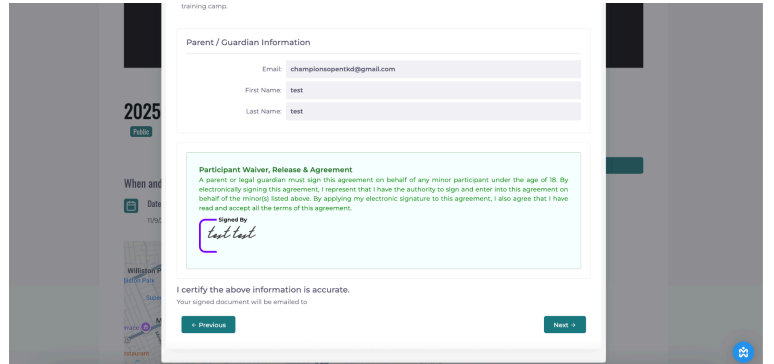 training camp.
Parent / Guardian Information
Email: championsopentkd@gmail.com
First Name: test
Last Name: test
2025
Public
Participant Waiver, Release & Agreement
A parent or legal guardian must sign this agreement on behalf of any minor participant under the age of 18. By
electronically signing this agreement, I represent that I have the authority to sign and enter into this agreement on
behalf of the minor(s) listed above. By applying my electronic signature to this agreement, I also agree that I have
read and accept all the terms of this agreement.
When and
Date
Signed By
test test
Williston P
I certify the above information is accurate.
Your signed document will be emailed to
← Previous
Next →